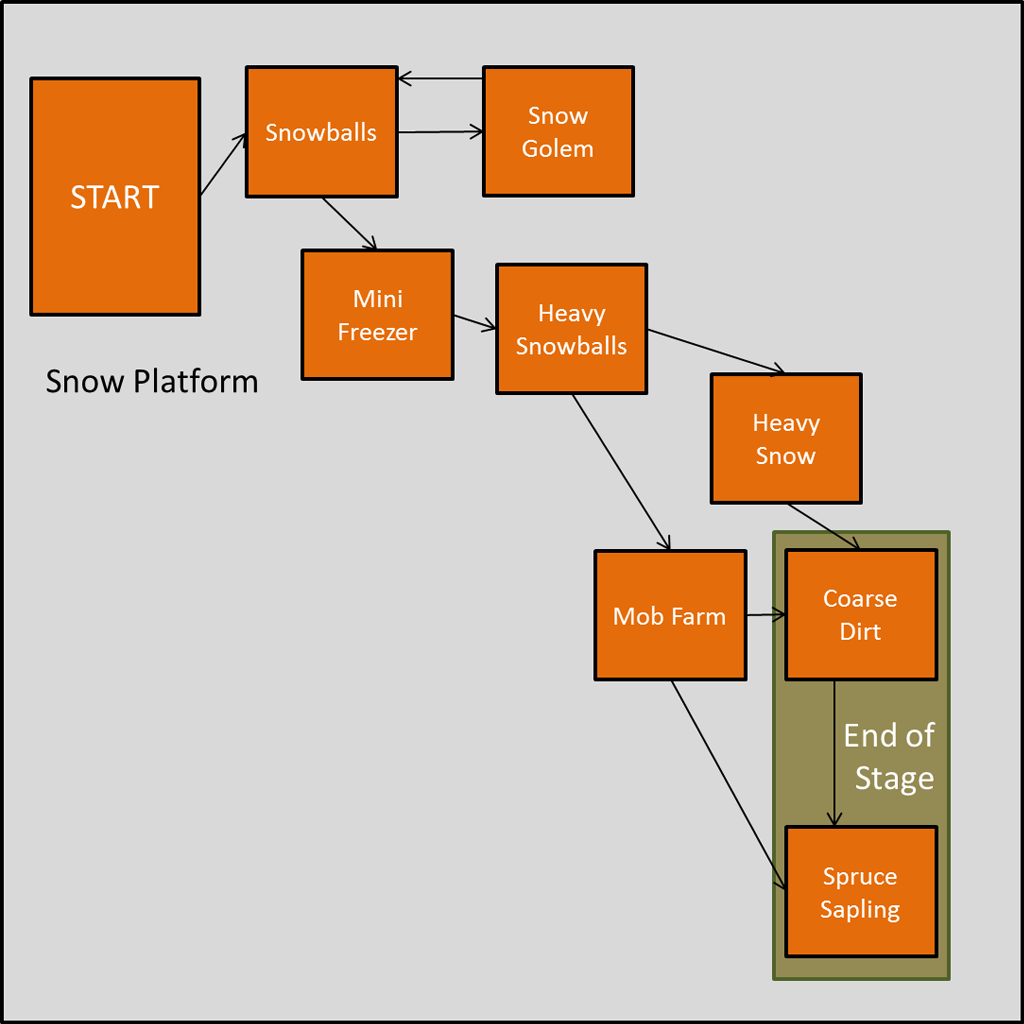 START
Snowballs
Snow
Golem
Mini
Freezer
Heavy
Snowballs
Snow Platform
Heavy
Snow
Mob Farm
Coarse
Dirt
End of
Stage
Spruce
Sapling